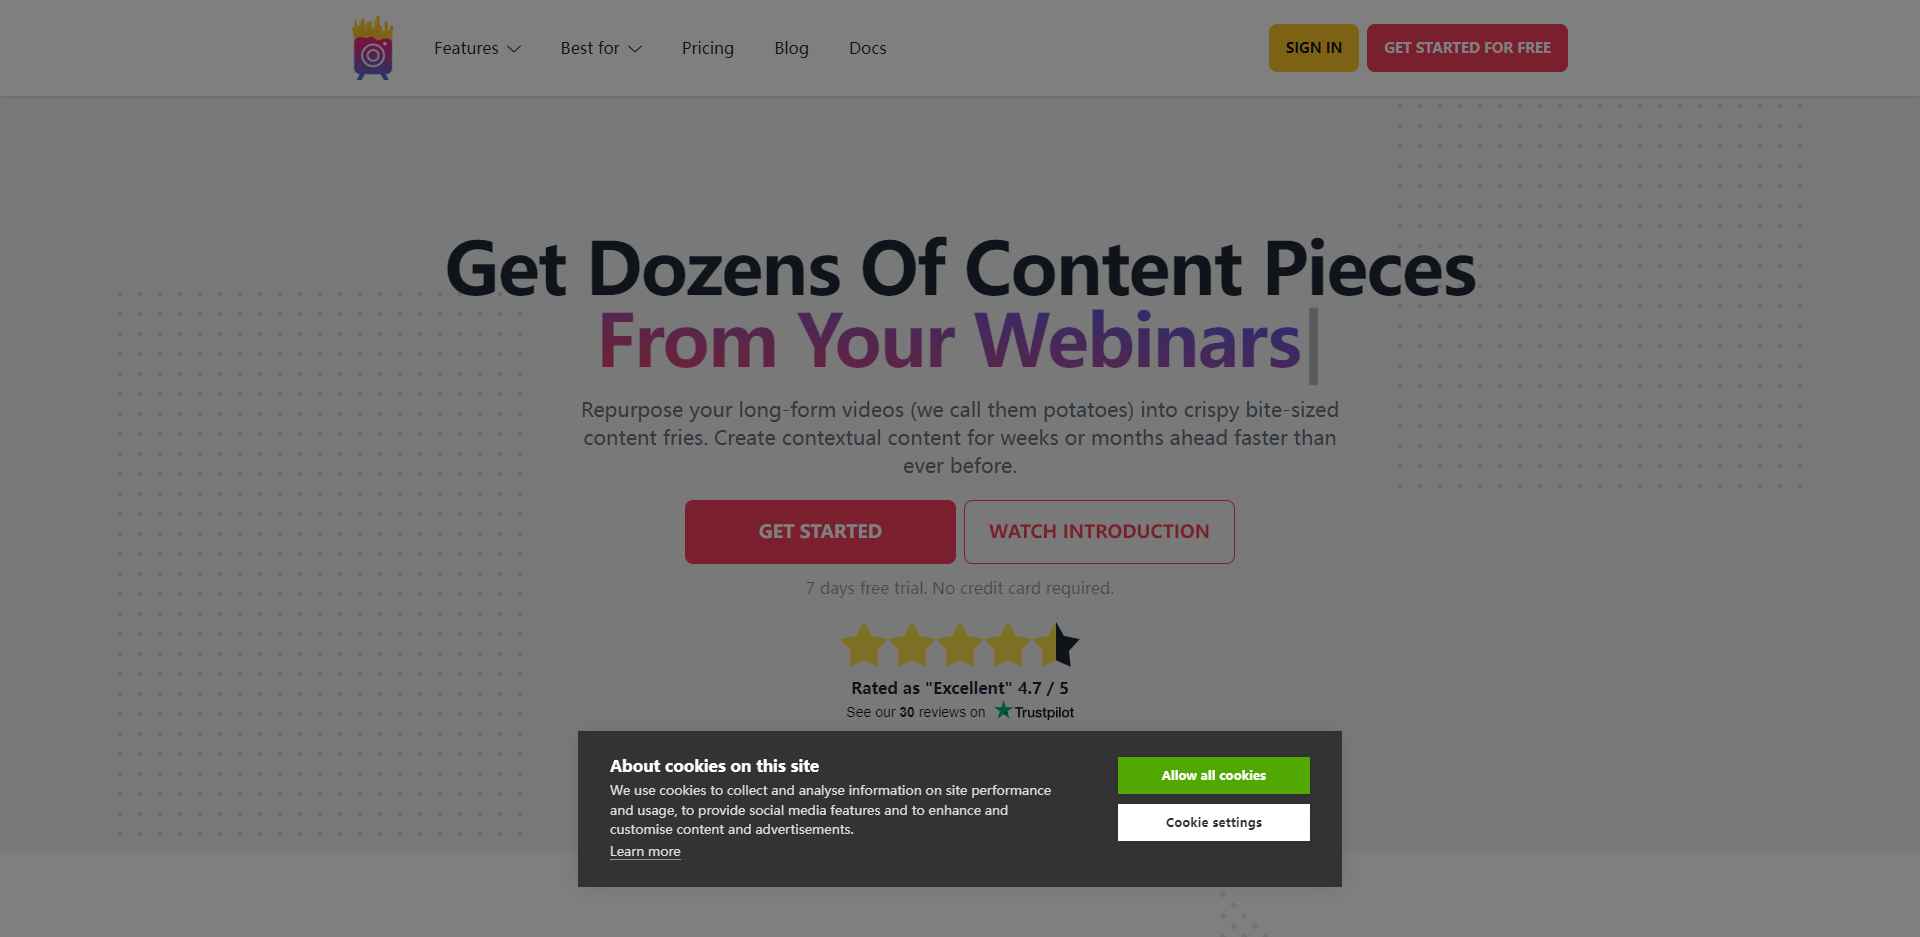 Features
Best for
Pricing
Blog
Docs
SIGN IN
GET STARTED FOR FREE
Get Dozens Of Content Pieces
From Your Webinars|
Repurpose your long-form videos (we call them potatoes) into crispy bite-sized
content fries. Create contextual content for weeks or months ahead faster than
ever before.
GET STARTED
WATCH INTRODUCTION
7 days free trial. No credit card required.
Rated as "Excellent" 4.7 / 5
See our 30 reviews on Trustpilot
About cookies on this site
We use cookies to collect and analyse information on site performance
and usage, to provide social media features and to enhance and
customise content and advertisements.
Learn more
Allow all cookies
Cookie settings